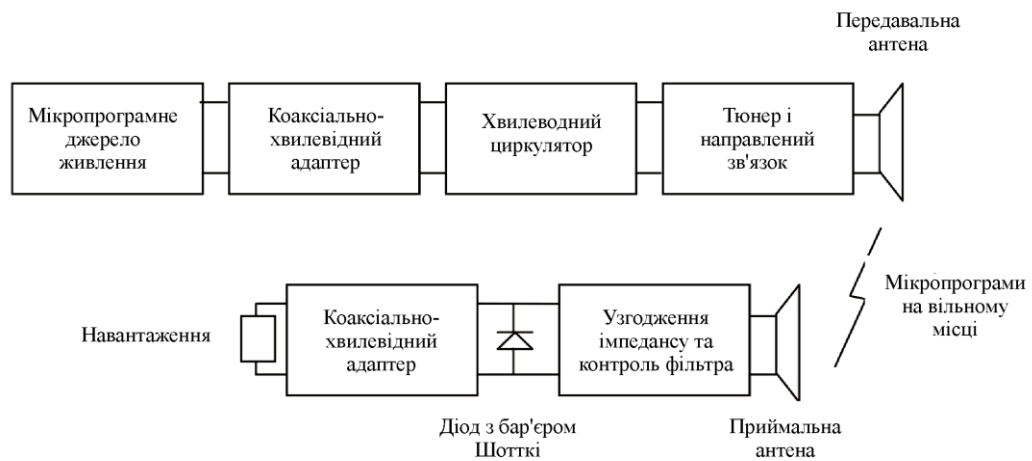 Передавальна
антена
Мікропрограмне
джерело
живлення
Коаксіально-
хвилевідний
адаптер
Хвилеводний
циркулятор
Тюнер і
направлений
зв'язок
Мікропрограми
на вільному
місці
Навантаження
Коаксіально-
хвилевідний
адаптер
Узгодження
імпедансу та
контроль фільтра
Діод з бар'єром
Шотткі
Приймальна
антена